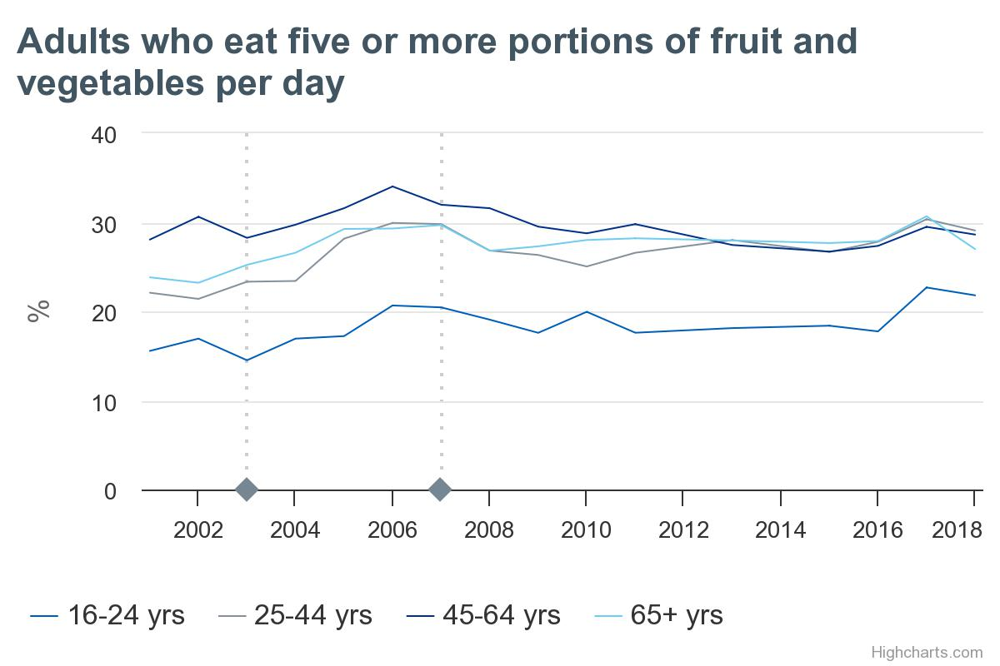 Adults who eat five or more portions of fruit and
vegetables per day
40
30
20
10
0
%
2002 2004 2006 2008 2010 2012 2014 2016 2018
16-24 yrs 25-44 yrs 45-64 yrs 65+ yrs
Highcharts.com